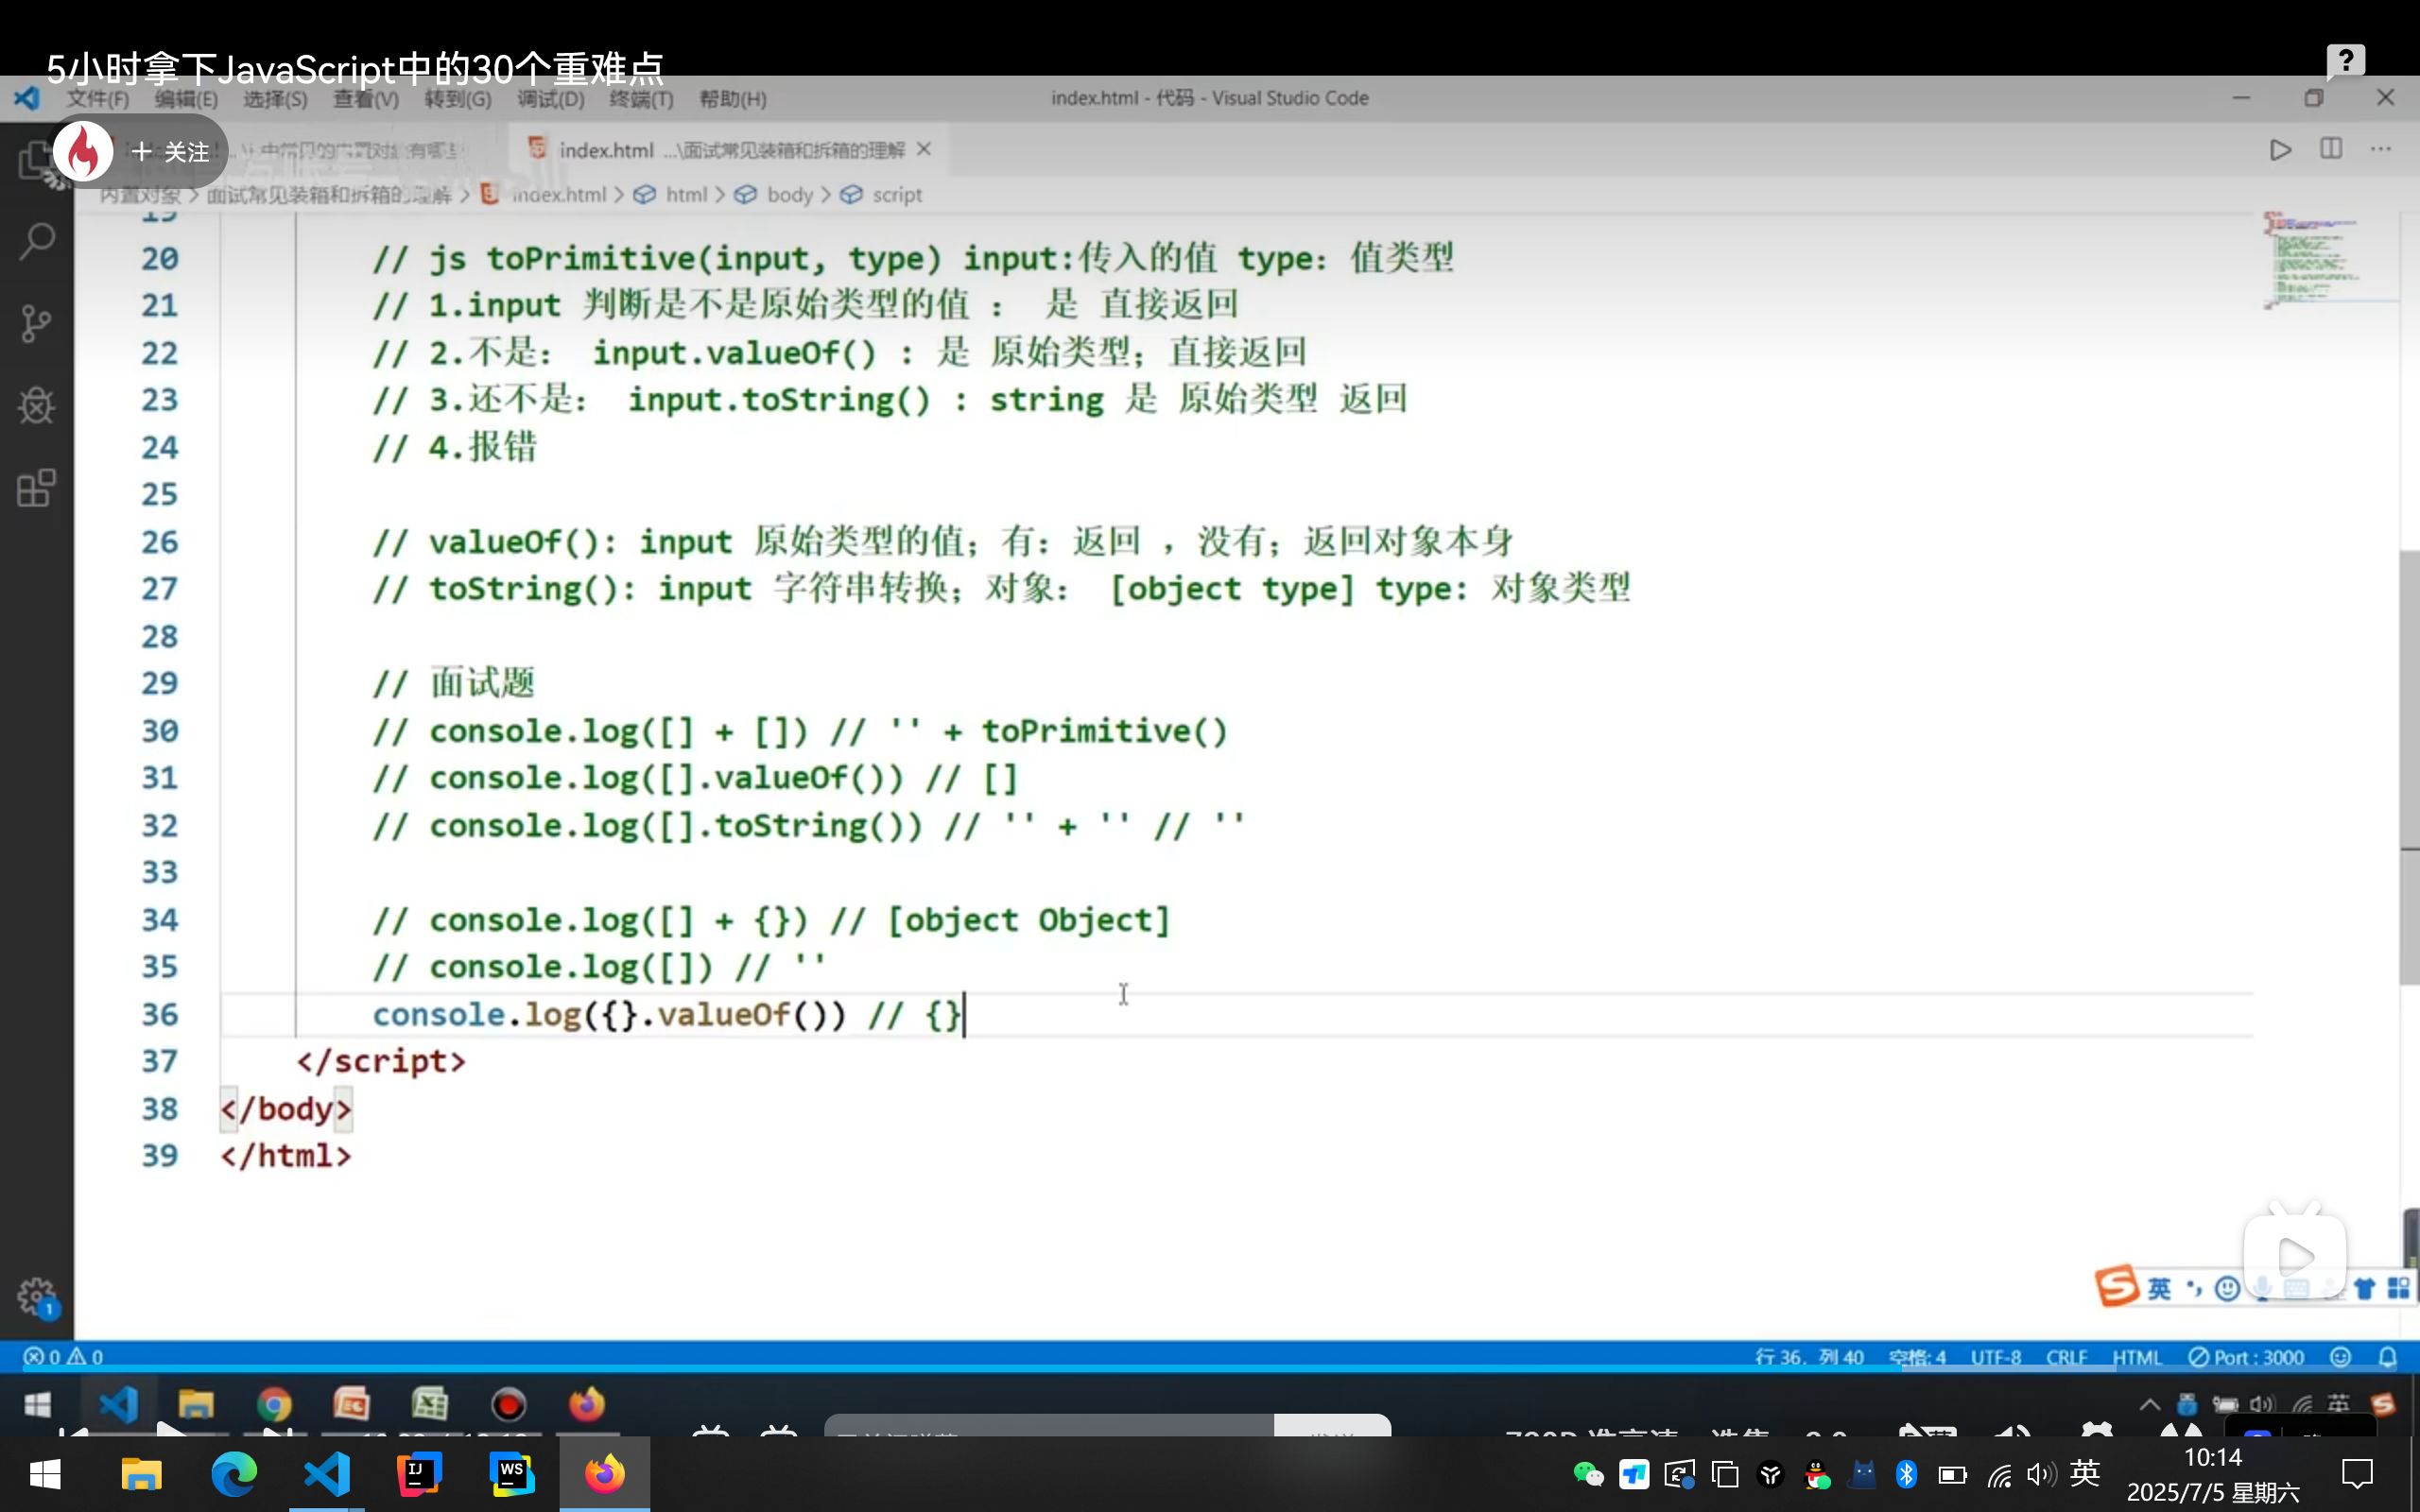 5小时拿下JavaScript中的30个重难点
文件(F) 编辑(E) 选择(S) 查看(V) 转到(G) 调试(D) 终端(T) 帮助(H)
index.html - 代码 - Visual Studio Code
+ 关注
index.html ...\面试常见装箱和拆箱的理解
内置对象 > 面试常见装箱和拆箱的理解 > index.html > html > body > script
19
20 // js toPrimitive(input, type) input:传入的值 type: 值类型
21 // 1.input 判断是不是原始类型的值 : 是 直接返回
22 // 2.不是: input.valueOf() : 是 原始类型; 直接返回
23 // 3.还不是: input.toString() : string 是 原始类型 返回
24 // 4.报错
25
26 // valueOf(): input 原始类型的值; 有: 返回 , 没有; 返回对象本身
27 // toString(): input 字符串转换; 对象: [object type] type: 对象类型
28
29 // 面试题
30 // console.log([] + []) // '' + toPrimitive()
31 // console.log([].valueOf()) // []
32 // console.log([].toString()) // '' + '' // ''
33
34 // console.log([] + {}) // [object Object]
35 // console.log([]) // ''
36 console.log({}.valueOf()) // {}
37 </script>
38 </body>
39 </html>
英
1
0 0
行 36, 列 40 空格: 4 UTF-8 CRLF HTML Port : 3000
英
IJ
WS
英
10:14
2025/7/5 星期六